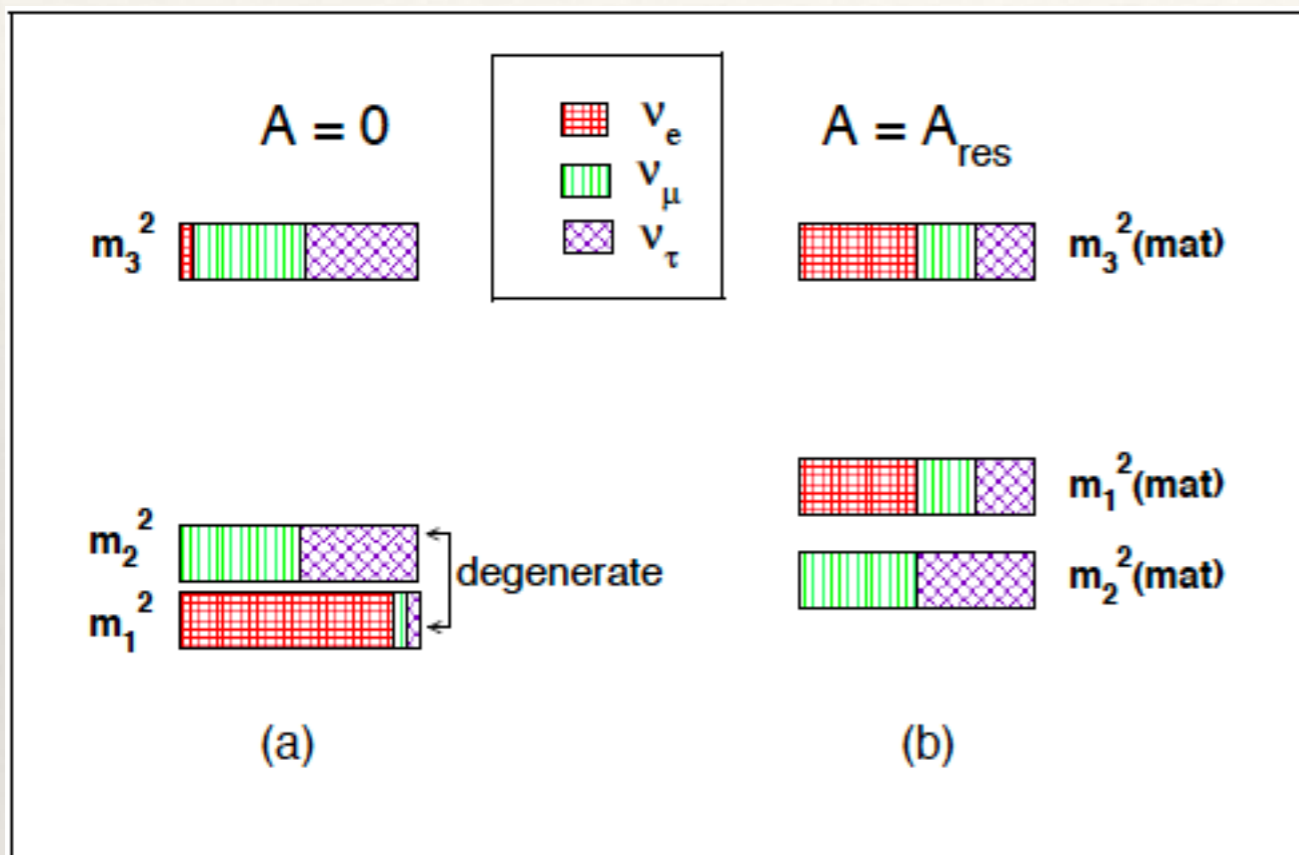 A = 0
ν_e
ν_μ
ν_τ
A = A_res
m_3^2
m_3^2(mat)
m_2^2
m_1^2
degenerate
m_1^2(mat)
m_2^2(mat)
(a)
(b)